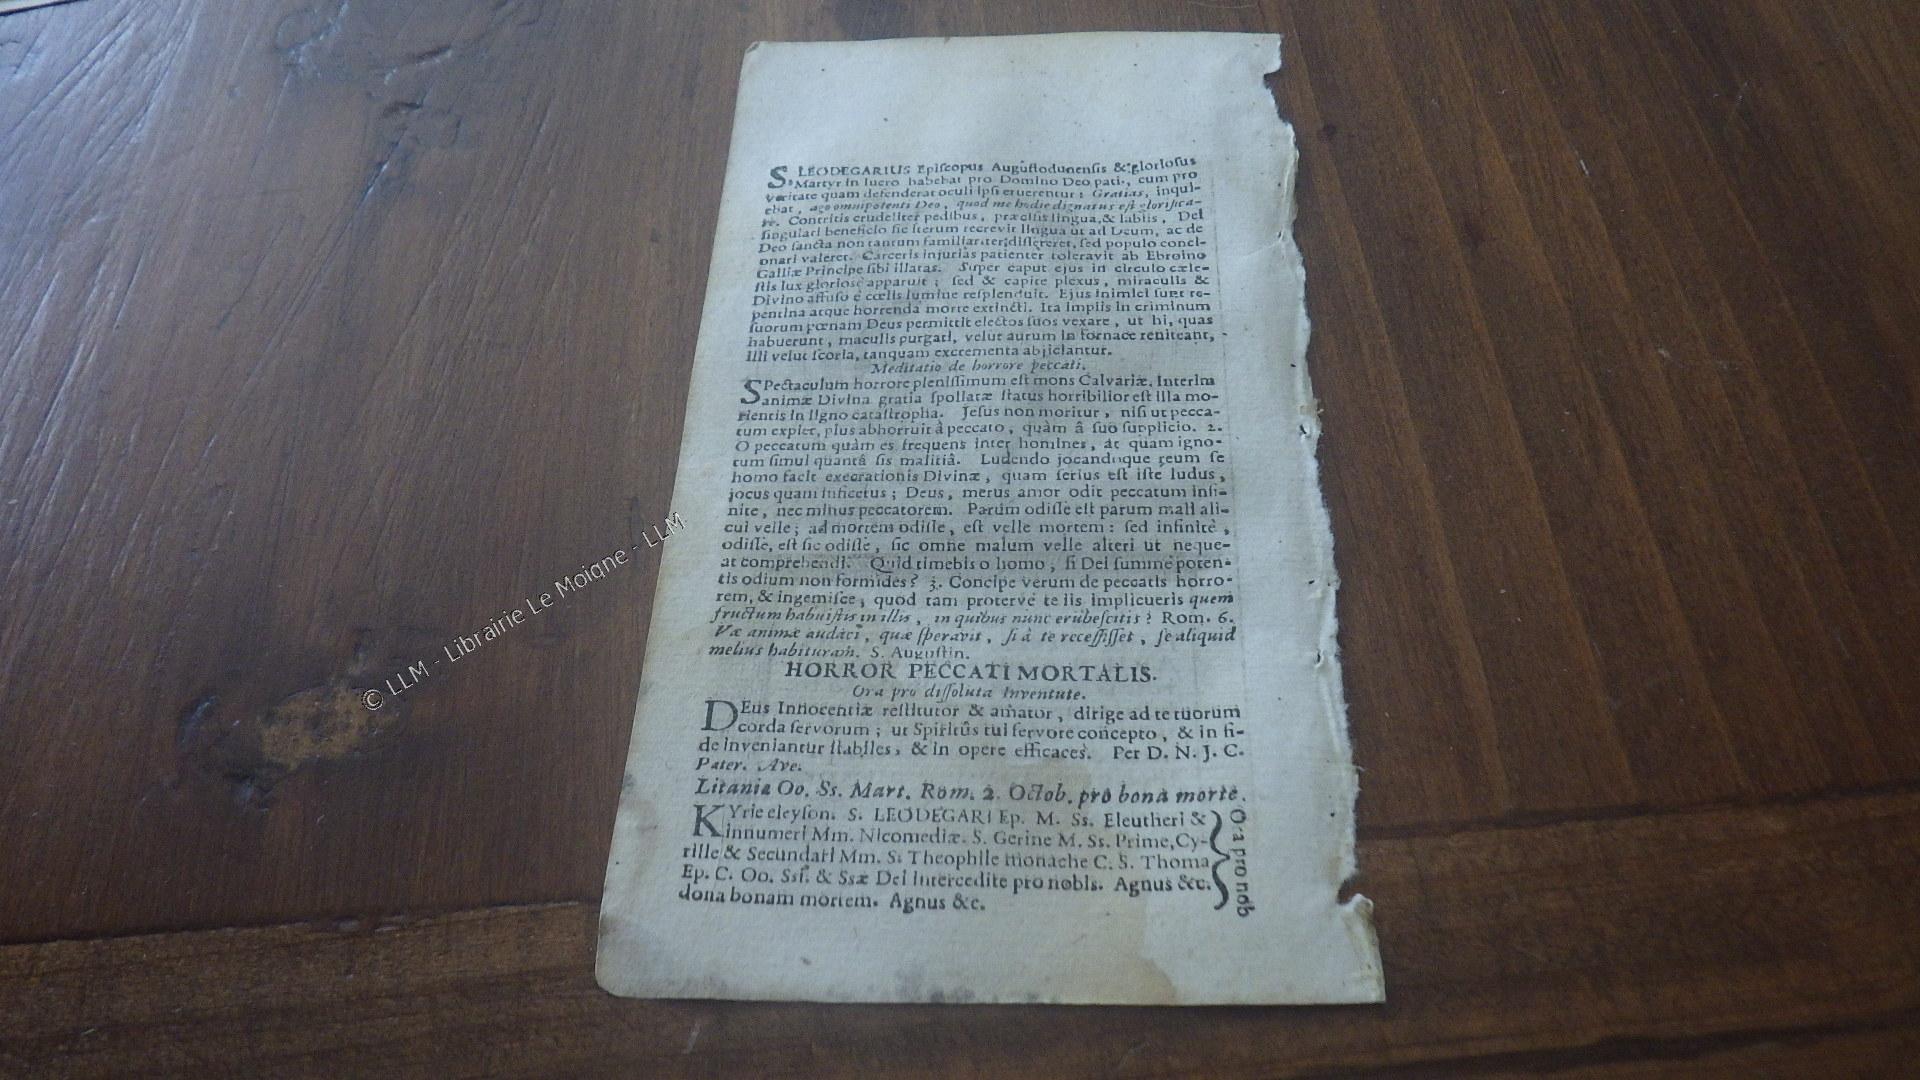 S. LEODEGARIUS Episcopus Augustodunensis & gloriosus
Martyr in lucro habebat pro Domino Deo pati, cum pro
veritate quam defenderat oculi ipsi eruerentur: Gratias, inqui-
ebat, ago omnipotenti Deo, quod me hodie dignatus est glorifica-
re. Contritis crudeliter pedibus, præcisis lingua, & labiis, Dei
singulari beneficio sic iterum recrevit lingua ut ad Deum, ac de
Deo sancta non tantum familiariter dissereret, sed populo conci-
onari valeret. Carceris injurias patienter toleravit ab Ebroino
Galliæ Principe sibi illatas. Super caput ejus in circulo cæle-
stis lux gloriose apparuit; sed & capite plexus, miraculis &
Divino affuso è cœlis lumine resplenduit. Ejus inimici sunt re-
pentina atque horrenda morte extincti. Ita impiis in criminum
suorum pœnam Deus permittit electos suos vexare, ut hi, quas
habuerunt, maculis purgati, velut aurum in fornace reniteant,
illi velut scoria, tanquam excrementa abjiciantur.
Meditatio de horrore peccati.
SPectaculum horrore plenissimum est mons Calvariæ. Interim
animæ Divina gratia spoliatæ status horribilior est illa mo-
rientis in ligno catastropha. Jesus non moritur, nisi ut pecca-
tum expiet, plus abhorruit à peccato, quàm â suo supplicio. 2.
O peccatum quàm es frequens inter homines, at quam igno-
tum simul quantâ sis malitiâ. Ludendo jocandoque reum se
homo facit execrationis Divinæ, quam serius est iste ludus,
jocus quam inficetus; Deus, merus amor odit peccatum infi-
nite, nec minus peccatorem. Parùm odisse est parum mali ali-
cui velle; ad mortem odisse, est velle mortem: sed infinitè,
odisse, est sic odisse, sic omne malum velle alteri ut neque-
at comprehendi. Quid timebis o homo, si Dei summe poten-
tis odium non formides? 3. Concipe verum de peccatis horro-
rem, & ingemisce, quod tam protervè te iis implicueris quem
fructum habuistis in illis, in quibus nunc erubescitis? Rom. 6.
Væ animæ audaci, quæ speravit, si à te recessisset, se aliquid
melius habituram. S. Augustin.
HORROR PECCATI MORTALIS.
Ora pro dissoluta Inventute.
DEus Innocentiæ restitutor & amator, dirige ad te tuorum
corda servorum; ut Spiritûs tui fervore concepto, & in fi-
de inveniantur stabiles, & in opere efficaces. Per D. N. J. C.
Pater. Ave.
Litania Oo. Ss. Mart. Rom. 2. Octob. pro bona morte.
KYrie eleyson. S. LEODEGARI Ep. M. Ss. Eleutheri &
innumeri Mm. Nicomediæ. S. Gerine M. Ss. Prime, Cy-
rille & Secundari Mm. S. Theophile monache C. S. Thoma
Ep. C. Oo. Ssi. & Ssæ Dei intercedite pro nobis. Agnus &c.
dona bonam mortem. Agnus &c.
Ora pro nob
© LLM - Librairie Le Moigne - LLM